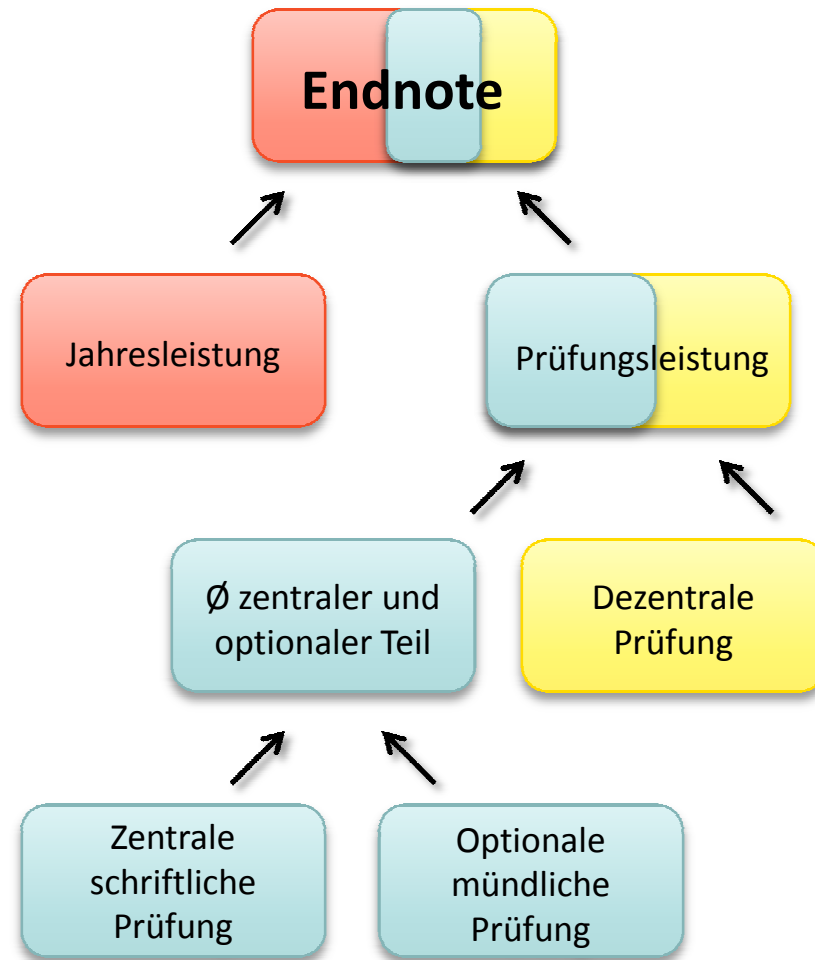 Endnote
Jahresleistung
Prüfungsleistung
Ø zentraler und
optionaler Teil
Dezentrale
Prüfung
Zentrale
schriftliche
Prüfung
Optionale
mündliche
Prüfung